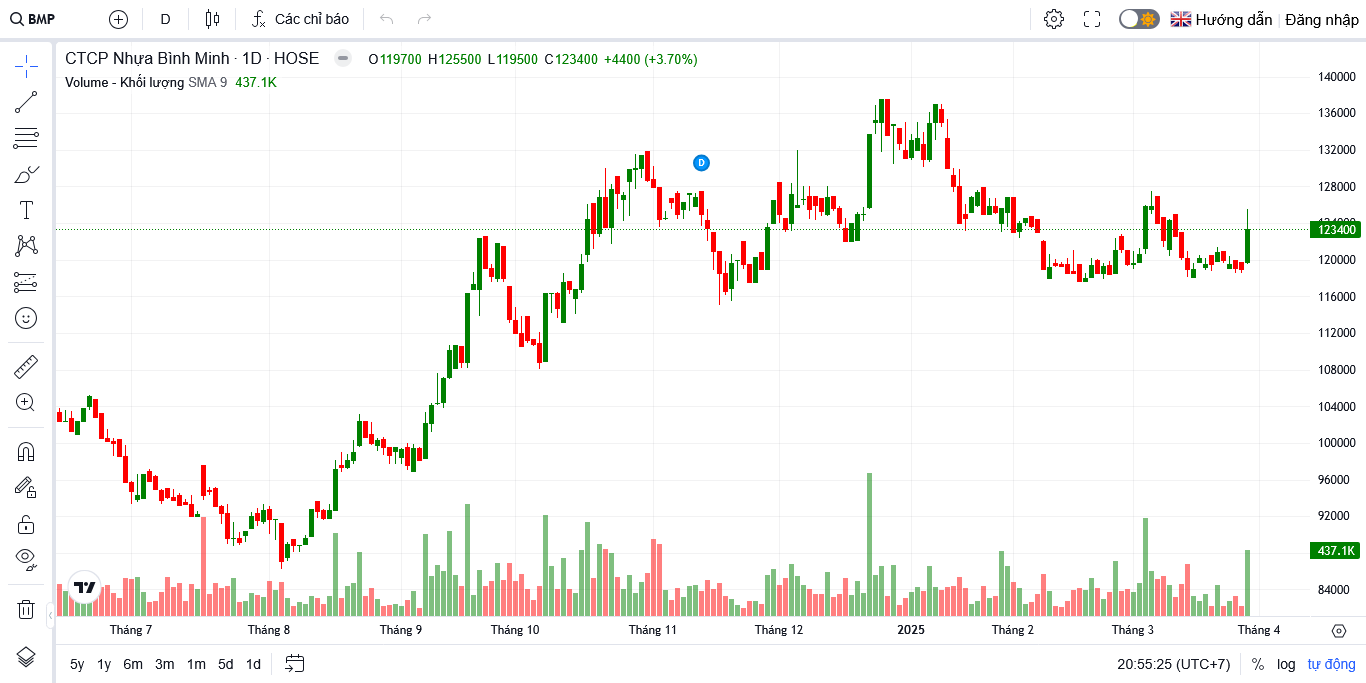 BMP D Các chỉ báo Hướng dẫn Đăng nhập
CTCP Nhựa Bình Minh · 1D · HOSE O119700 H125500 L119500 C123400 +4400 (+3.70%)
Volume - Khối lượng SMA 9 437.1K
140000
136000
132000
D
128000
124000
123400
120000
116000
112000
108000
104000
100000
96000
92000
437.1K
84000
Tháng 7 Tháng 8 Tháng 9 Tháng 10 Tháng 11 Tháng 12 2025 Tháng 2 Tháng 3 Tháng 4
5y 1y 6m 3m 1m 5d 1d 20:55:25 (UTC+7) % log tự động